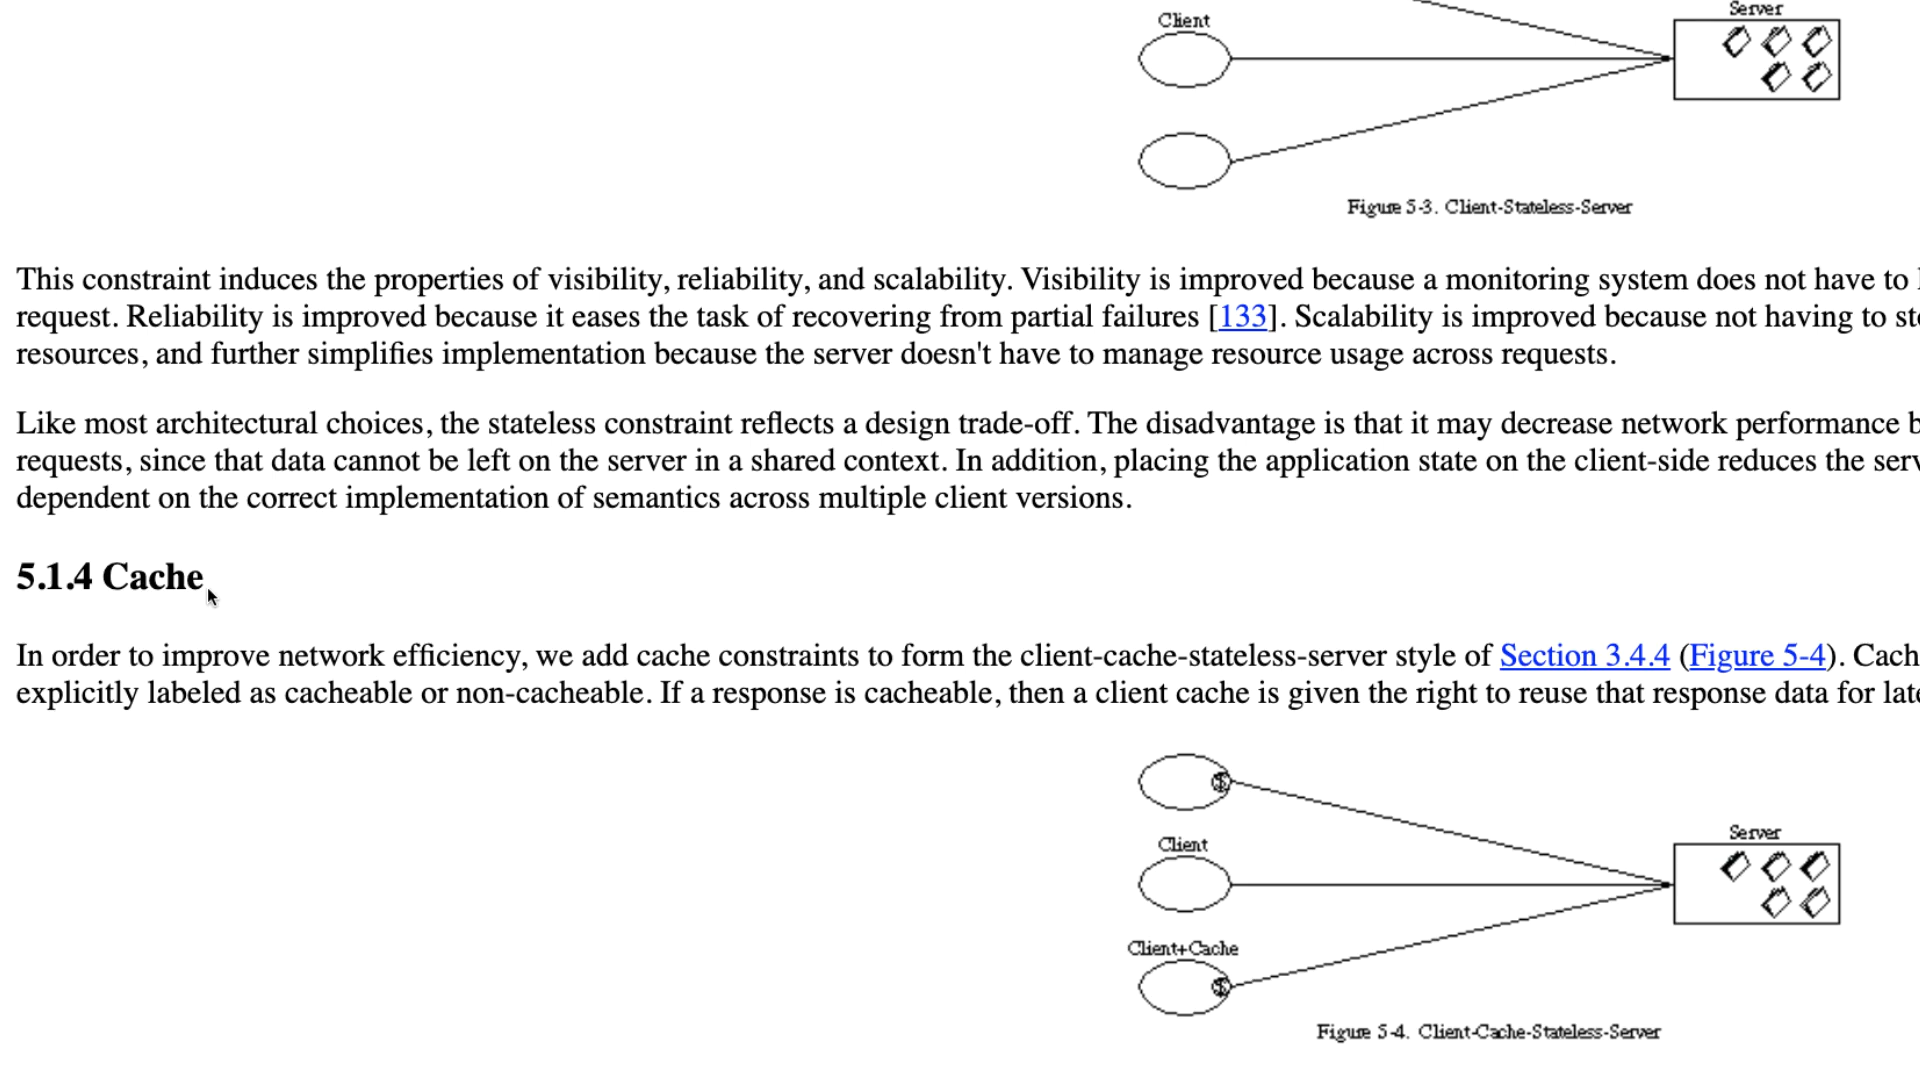 Client
Server
Figure 5-3. Client-Stateless-Server
This constraint induces the properties of visibility, reliability, and scalability. Visibility is improved because a monitoring system does not have to
request. Reliability is improved because it eases the task of recovering from partial failures [133]. Scalability is improved because not having to
resources, and further simplifies implementation because the server doesn't have to manage resource usage across requests.
Like most architectural choices, the stateless constraint reflects a design trade-off. The disadvantage is that it may decrease network performance
requests, since that data cannot be left on the server in a shared context. In addition, placing the application state on the client-side reduces the
dependent on the correct implementation of semantics across multiple client versions.
5.1.4 Cache
In order to improve network efficiency, we add cache constraints to form the client-cache-stateless-server style of Section 3.4.4 (Figure 5-4). Cach
explicitly labeled as cacheable or non-cacheable. If a response is cacheable, then a client cache is given the right to reuse that response data for
$
Client
Server
Client+Cache
$
Figure 5-4. Client-Cache-Stateless-Server